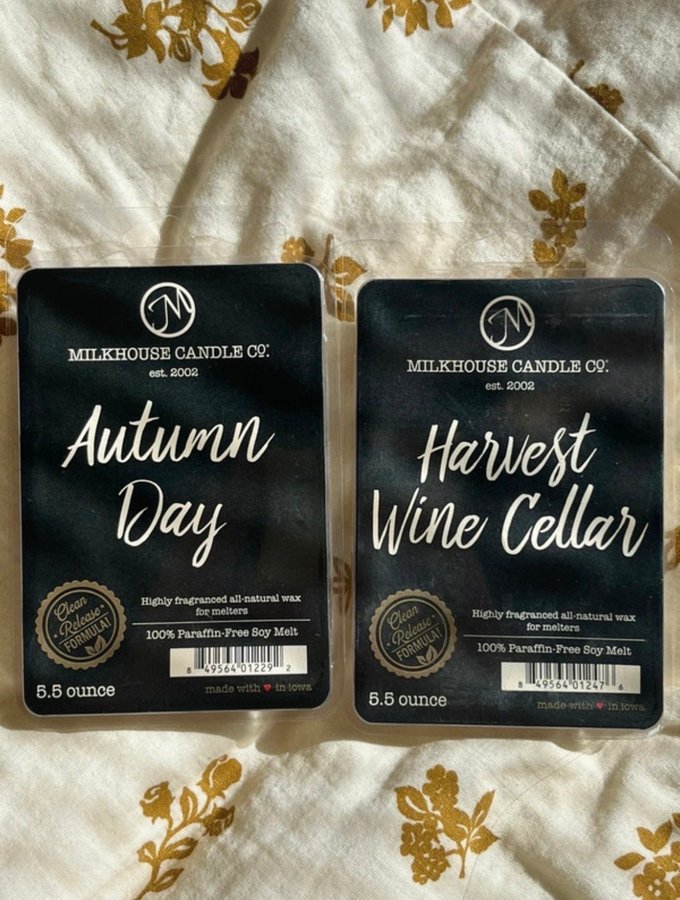 JM
MILKHOUSE CANDLE CO.®
est. 2002
Autumn
Day
Clean
Release
FORMULA!
Highly fragranced all-natural wax
for melters
100% Paraffin-Free Soy Melt
8 49564 01229 2
5.5 ounce
made with ♥ in iowa
JM
MILKHOUSE CANDLE CO.®
est. 2002
Harvest
Wine Cellar
Clean
Release
FORMULA!
Highly fragranced all-natural wax
for melters
100% Paraffin-Free Soy Melt
8 49564 01247 6
5.5 ounce
made with ♥ in iowa